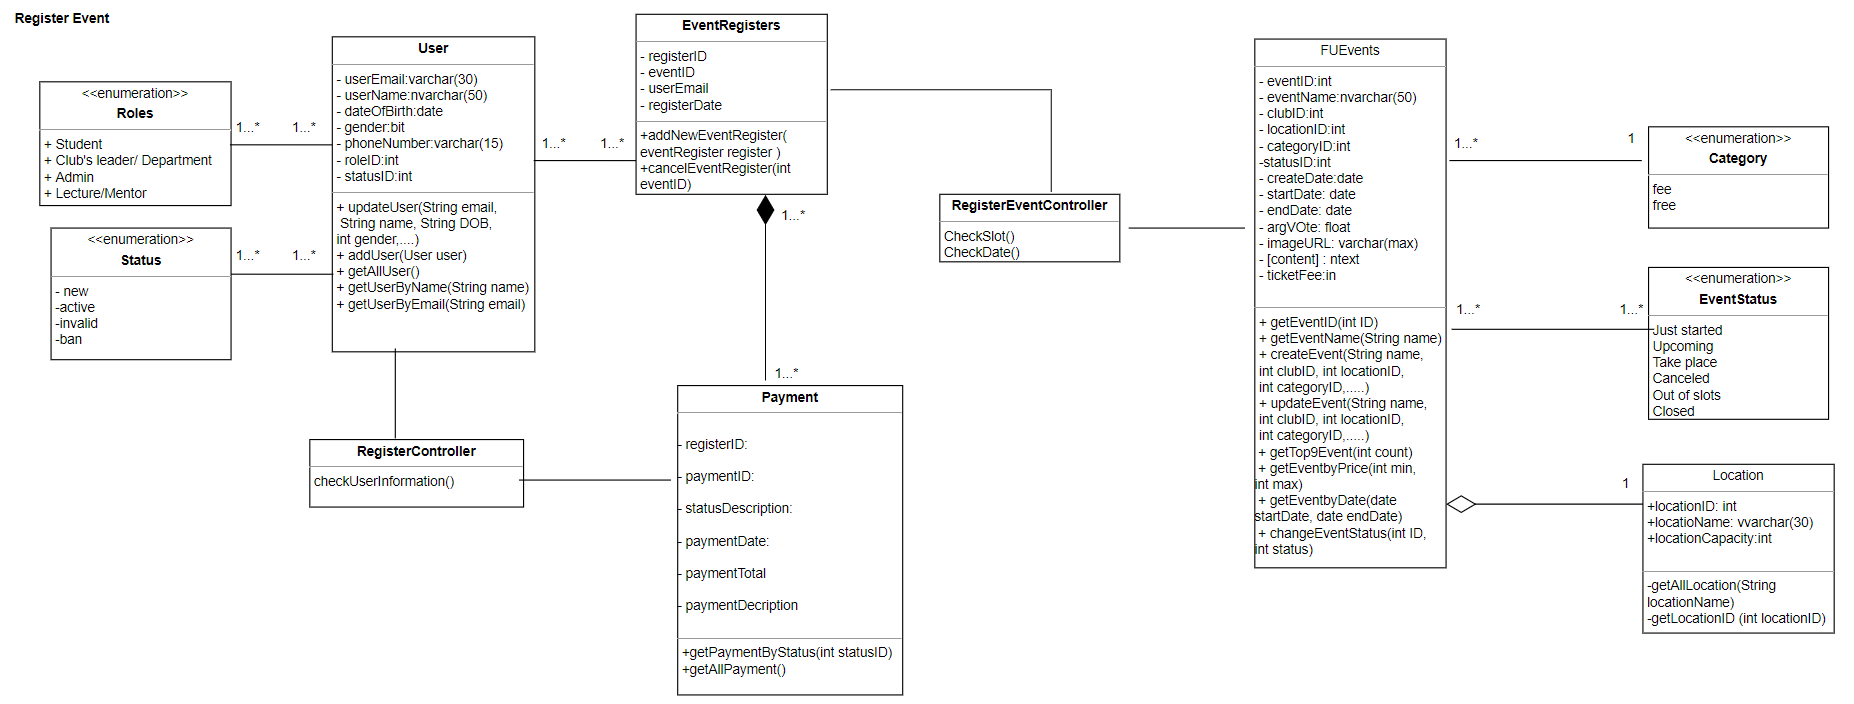 Register Event
<<enumeration>>
Roles
+ Student
+ Club's leader/ Department
+ Admin
+ Lecture/Mentor
1...*
1...*
<<enumeration>>
Status
- new
-active
-invalid
-ban
1...*
1...*
User
- userEmail:varchar(30)
- userName:nvarchar(50)
- dateOfBirth:date
- gender:bit
- phoneNumber:varchar(15)
- roleID:int
- statusID:int
+ updateUser(String email,
String name, String DOB,
int gender,....)
+ addUser(User user)
+ getAllUser()
+ getUserByName(String name)
+ getUserByEmail(String email)
1...*
1...*
RegisterController
checkUserInformation()
EventRegisters
- registerID
- eventID
- userEmail
- registerDate
+addNewEventRegister(
eventRegister register )
+cancelEventRegister(int
eventID)
1...*
1...*
Payment
- registerID:
- paymentID:
- statusDescription:
- paymentDate:
- paymentTotal
- paymentDecription
+getPaymentByStatus(int statusID)
+getAllPayment()
RegisterEventController
CheckSlot()
CheckDate()
FUEvents
- eventID:int
- eventName:nvarchar(50)
- clubID:int
- locationID:int
- categoryID:int
-statusID:int
- createDate:date
- startDate: date
- endDate: date
- argVOte: float
- imageURL: varchar(max)
- [content] : ntext
- ticketFee:in
+ getEventID(int ID)
+ getEventName(String name)
+ createEvent(String name,
int clubID, int locationID,
int categoryID,.....)
+ updateEvent(String name,
int clubID, int locationID,
int categoryID,.....)
+ getTop9Event(int count)
+ getEventbyPrice(int min,
int max)
+ getEventbyDate(date
startDate, date endDate)
+ changeEventStatus(int ID,
int status)
1...*
1
<<enumeration>>
Category
fee
free
1...*
1...*
<<enumeration>>
EventStatus
Just started
Upcoming
Take place
Canceled
Out of slots
Closed
1
Location
+locationID: int
+locatioName: vvarchar(30)
+locationCapacity:int
-getAllLocation(String
locationName)
-getLocationID (int locationID)